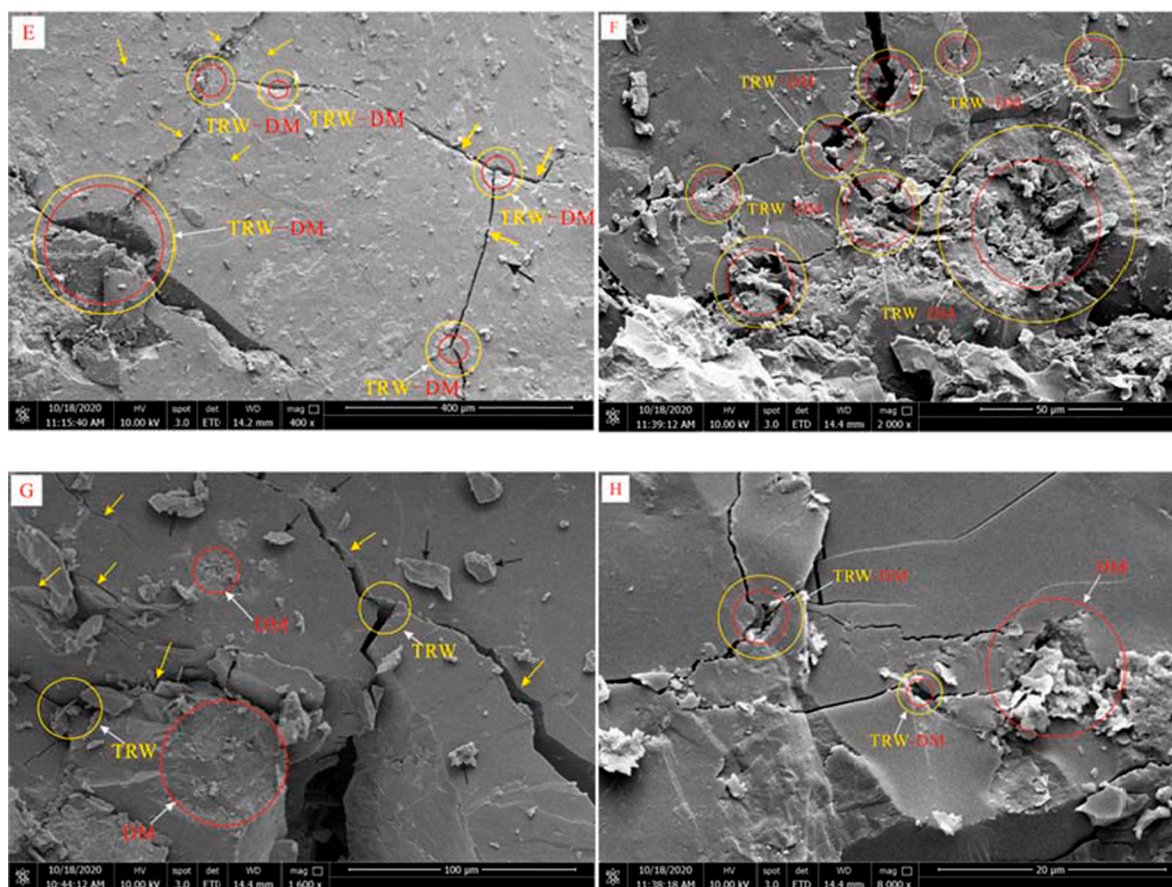 E
TRW-DM
TRW-DM
TRW-DM
TRW-DM
TRW-DM
10/18/2020 HV spot det WD mag 400 µm
11:15:40 AM 10.00 kV 3.0 ETD 14.2 mm 400 x
F
TRW-DM
TRW-DM
TRW-DM
TRW-DM
10/18/2020 HV spot det WD mag 50 µm
11:39:12 AM 10.00 kV 3.0 ETD 14.4 mm 2 000 x
G
DM
TRW
TRW
DM
10/18/2020 HV spot det WD mag 100 µm
10:44:12 AM 10.00 kV 3.0 ETD 14.4 mm 1 600 x
H
DM
TRW-DM
TRW-DM
10/18/2020 HV spot det WD mag 20 µm
11:38:18 AM 10.00 kV 3.0 ETD 14.4 mm 8 000 x